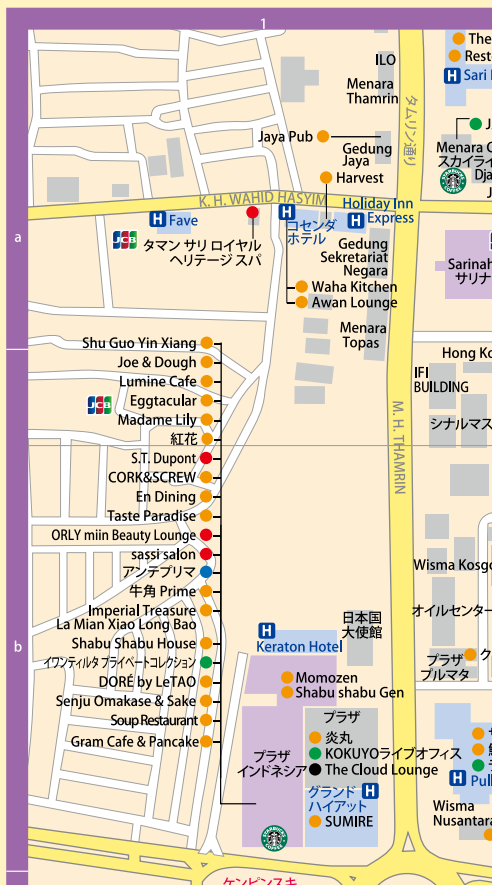 1
a
b
ILO
Menara
Thamrin
タムリン通り
The
Rest
H
Sari
J
Menara
スカイライ
Dja
J
STARBUCKS COFFEE
Jaya Pub
Gedung
Jaya
Harvest
K. H. WAHID HASYIM
H Fave
JCB
タマン サリ ロイヤル
ヘリテージ スパ
H
コセンダ
ホテル
Holiday Inn
H Express
Gedung
Sekretariat
Negara
Waha Kitchen
Awan Lounge
Menara
Topas
H
Sarinah
サリナ
Hong Ko
IFI
BUILDING
シナルマス
M. H. THAMRIN
JCB
Shu Guo Yin Xiang
Joe & Dough
Lumine Cafe
Eggtacular
Madame Lily
紅花
S.T. Dupont
CORK&SCREW
En Dining
Taste Paradise
ORLY miin Beauty Lounge
sassi salon
アンテプリマ
牛角 Prime
Imperial Treasure
La Mian Xiao Long Bao
Shabu Shabu House
イワンティルタ プライベートコレクション
DORÉ by LeTAO
Senju Omakase & Sake
Soup Restaurant
Gram Cafe & Pancake
Wisma Kosgo
オイルセンター
プラザ
プルマタ
ク
H
Keraton Hotel
日本国
大使館
Momozen
Shabu shabu Gen
プラザ
炎丸
KOKUYOライブオフィス
The Cloud Lounge
プラザ
インドネシア
グランド H
ハイアット
SUMIRE
STARBUCKS COFFEE
H Pull
Wisma
Nusantara
ケンピンスキ